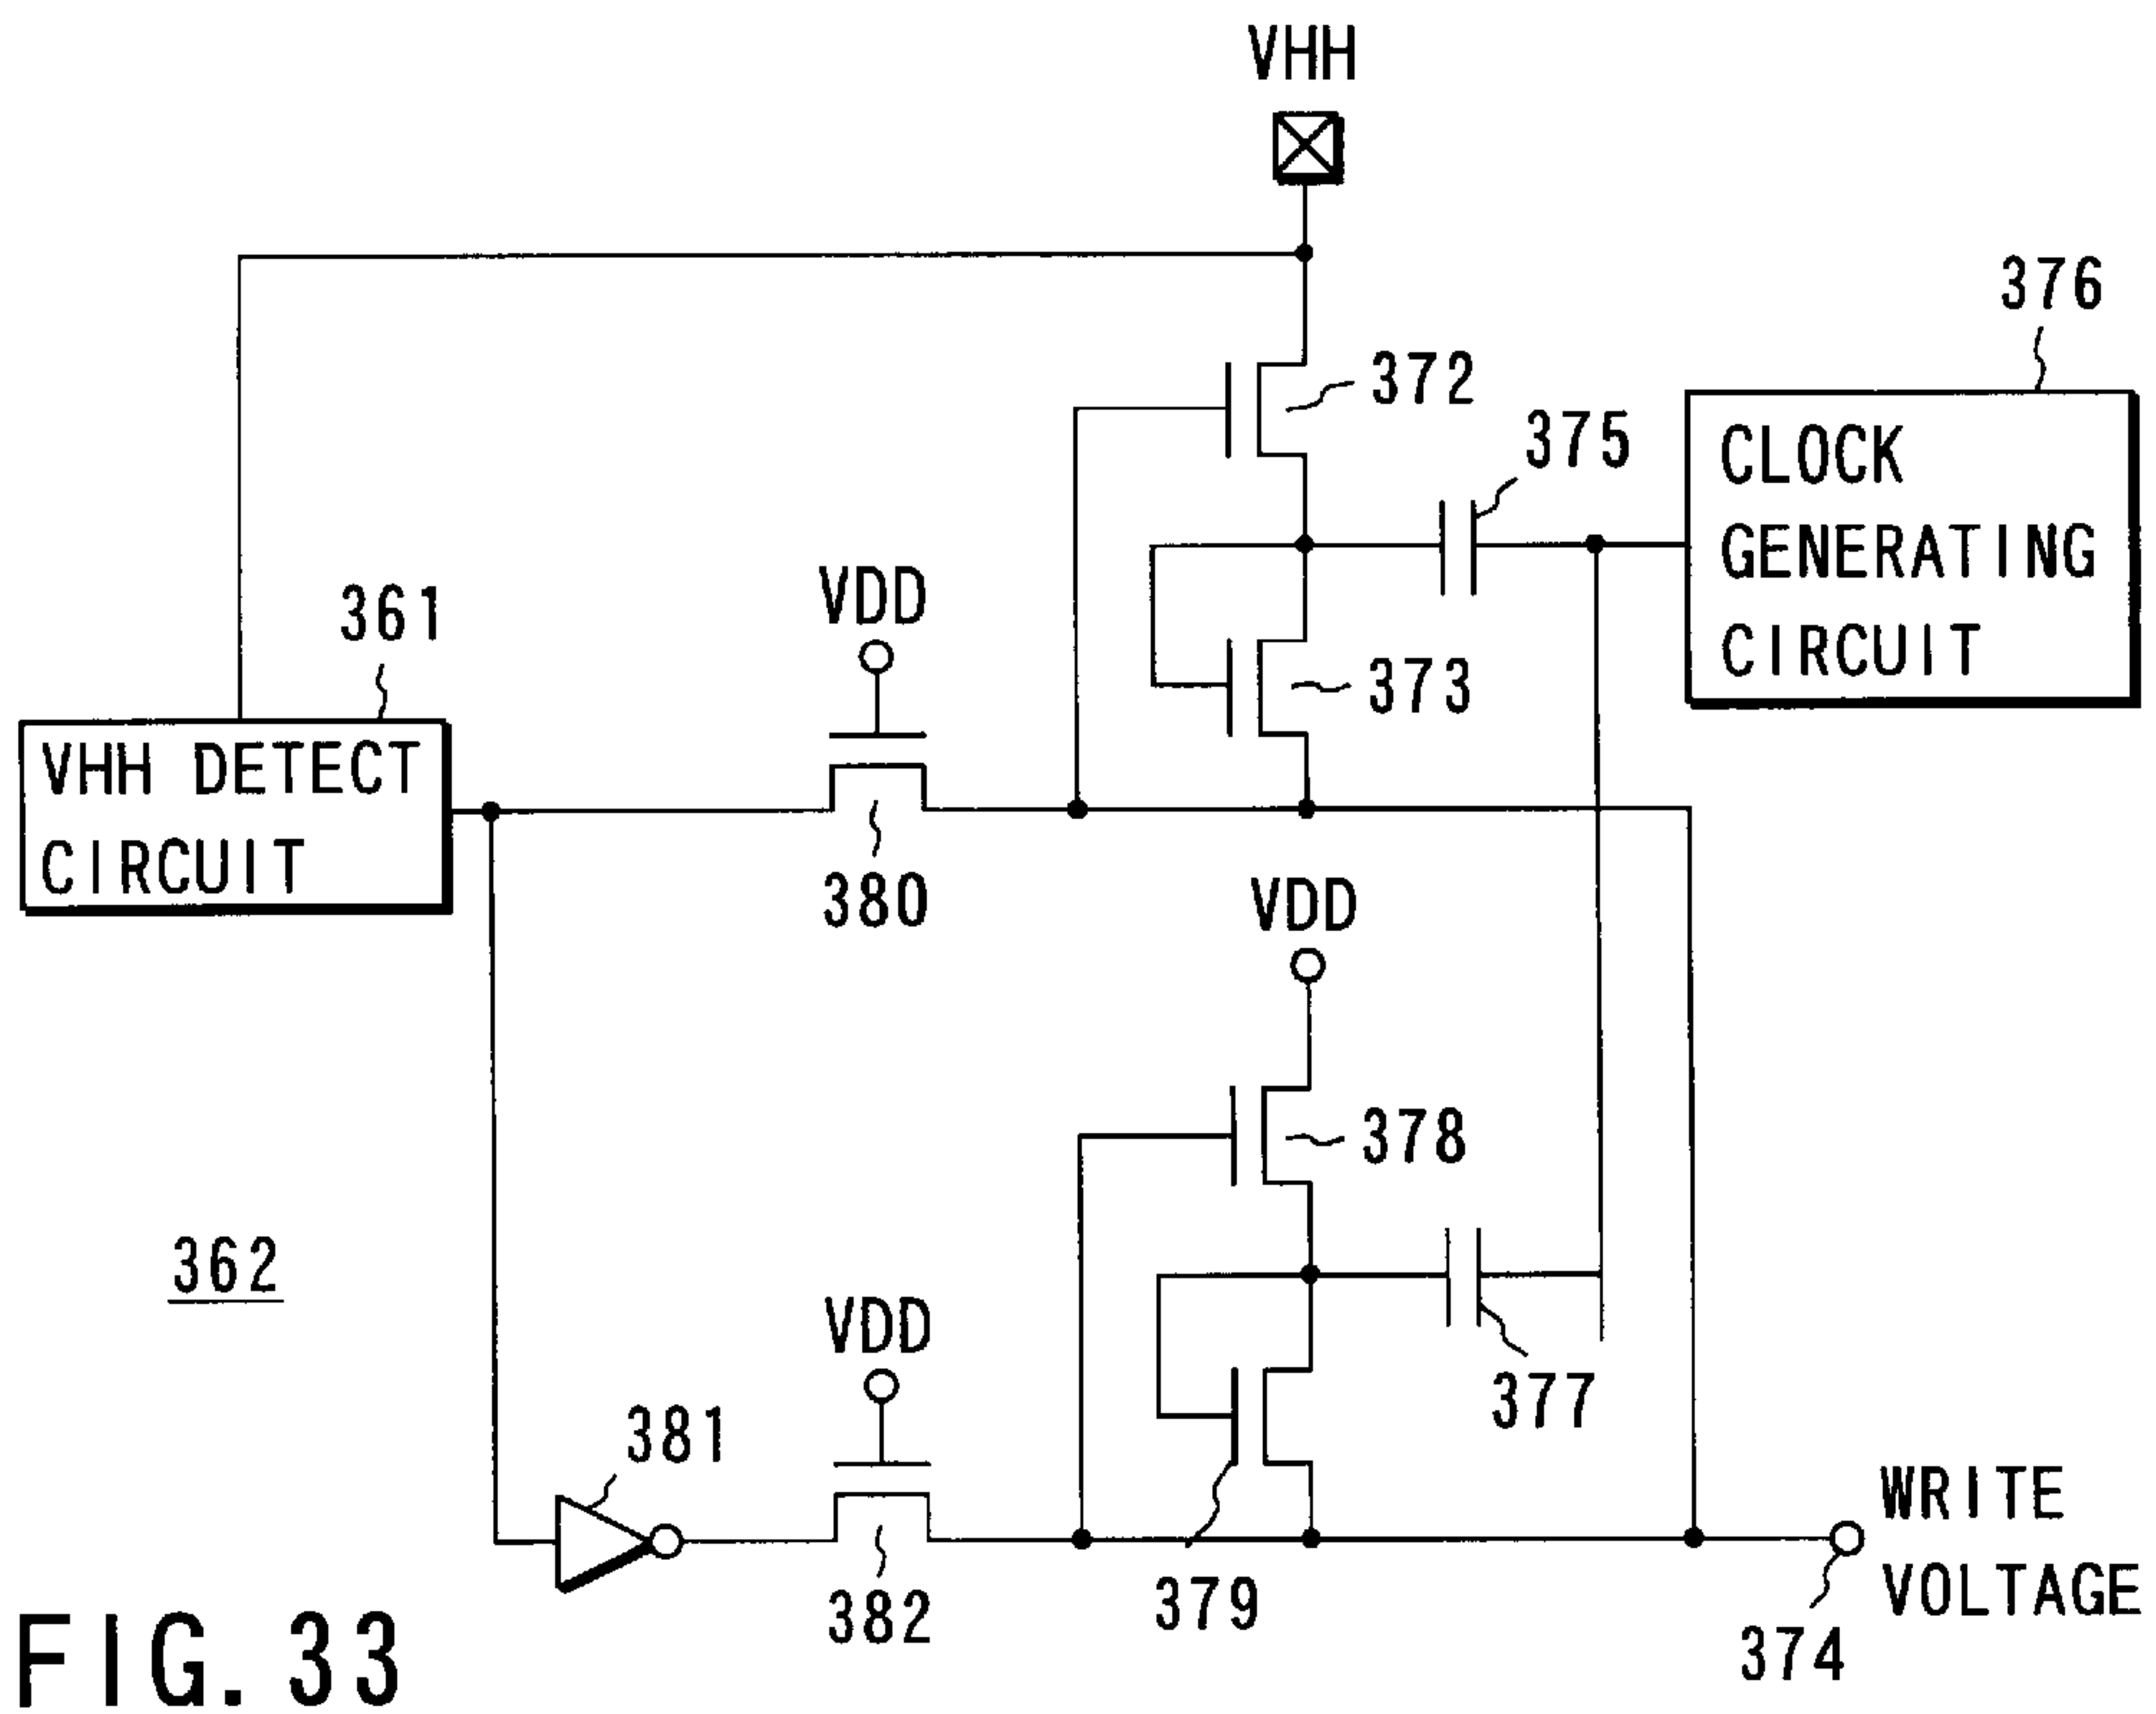 VHH
376
372
375
CLOCK
GENERATING
CIRCUIT
VDD
361
373
VHH DETECT
CIRCUIT
380
VDD
378
362
VDD
377
381
WRITE
VOLTAGE
379
382
374
FIG. 33